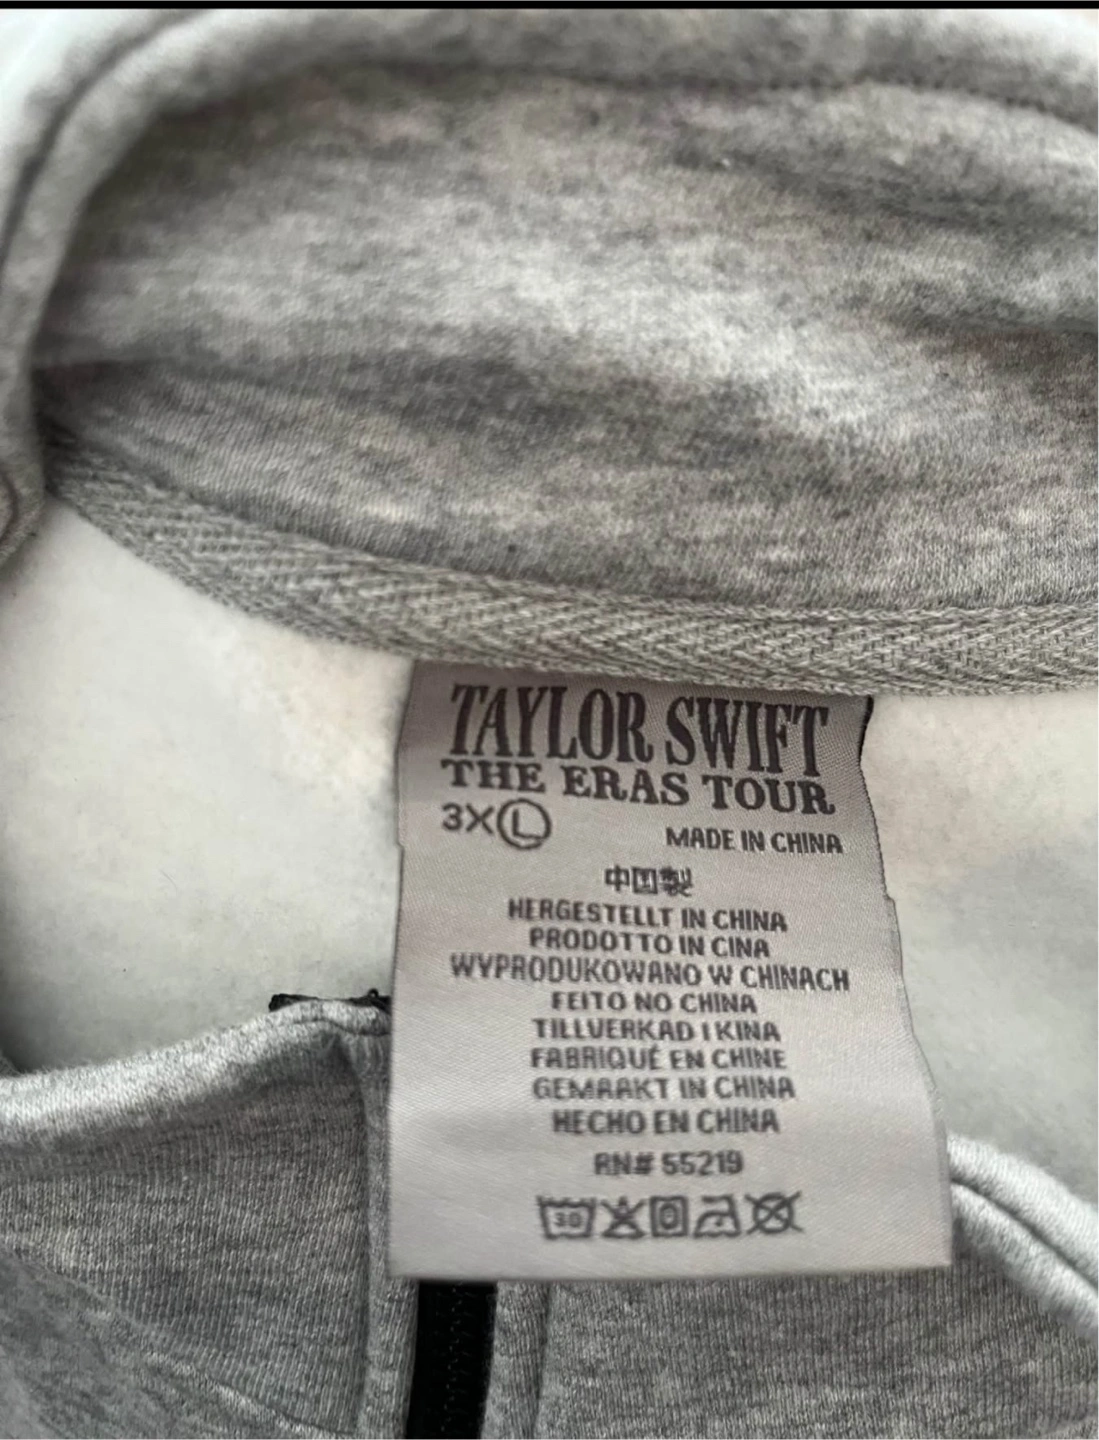 TAYLOR SWIFT
THE ERAS TOUR
3XL
MADE IN CHINA
中国製
HERGESTELLT IN CHINA
PRODOTTO IN CINA
WYPRODUKOWANO W CHINACH
FEITO NO CHINA
TILLVERKAD I KINA
FABRIQUÉ EN CHINE
GEMAAKT IN CHINA
HECHO EN CHINA
RN# 55219
30